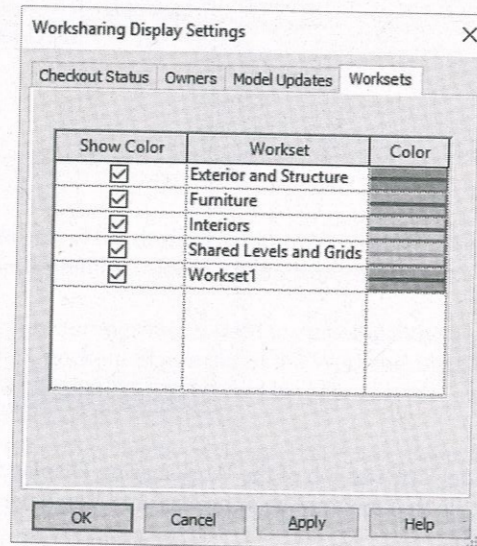 Worksharing Display Settings
Checkout Status Owners Model Updates Worksets
Show Color Workset Color
Exterior and Structure
Furniture
Interiors
Shared Levels and Grids
Workset1
OK Cancel Apply Help